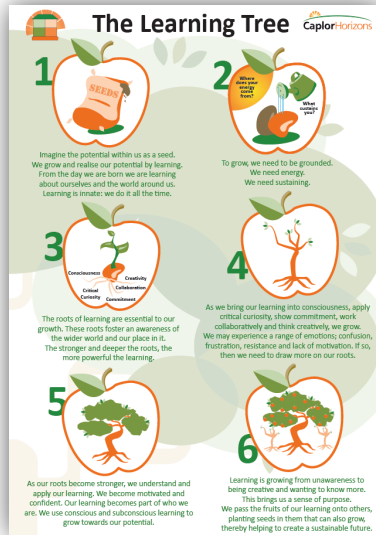 The Learning Tree
CaplorHorizons
1
SEEDS
Imagine the potential within us as a seed.
We grow and realise our potential by learning.
From the day we are born we are learning
about ourselves and the world around us.
Learning is innate: we do it all the time.
2
Where
does your
energy
come
from?
What
sustains
you?
To grow, we need to be grounded.
We need energy.
We need sustaining.
3
Consciousness
Creativity
Collaboration
Critical
Curiosity
Commitment
The roots of learning are essential to our
growth. These roots foster an awareness of
the wider world and our place in it.
The stronger and deeper the roots, the
more powerful the learning.
4
As we bring our learning into consciousness, apply
critical curiosity, show commitment, work
collaboratively and think creatively, we grow.
We may experience a range of emotions; confusion,
frustration, resistance and lack of motivation. If so,
then we need to draw more on our roots.
5
As our roots become stronger, we understand and
apply our learning. We become motivated and
confident. Our learning becomes part of who we
are. We use conscious and subconscious learning to
grow towards our potential.
6
Learning is growing from unawareness to
being creative and wanting to know more.
This brings us a sense of purpose.
We pass the fruits of our learning onto others,
planting seeds in them that can also grow,
thereby helping to create a sustainable future.